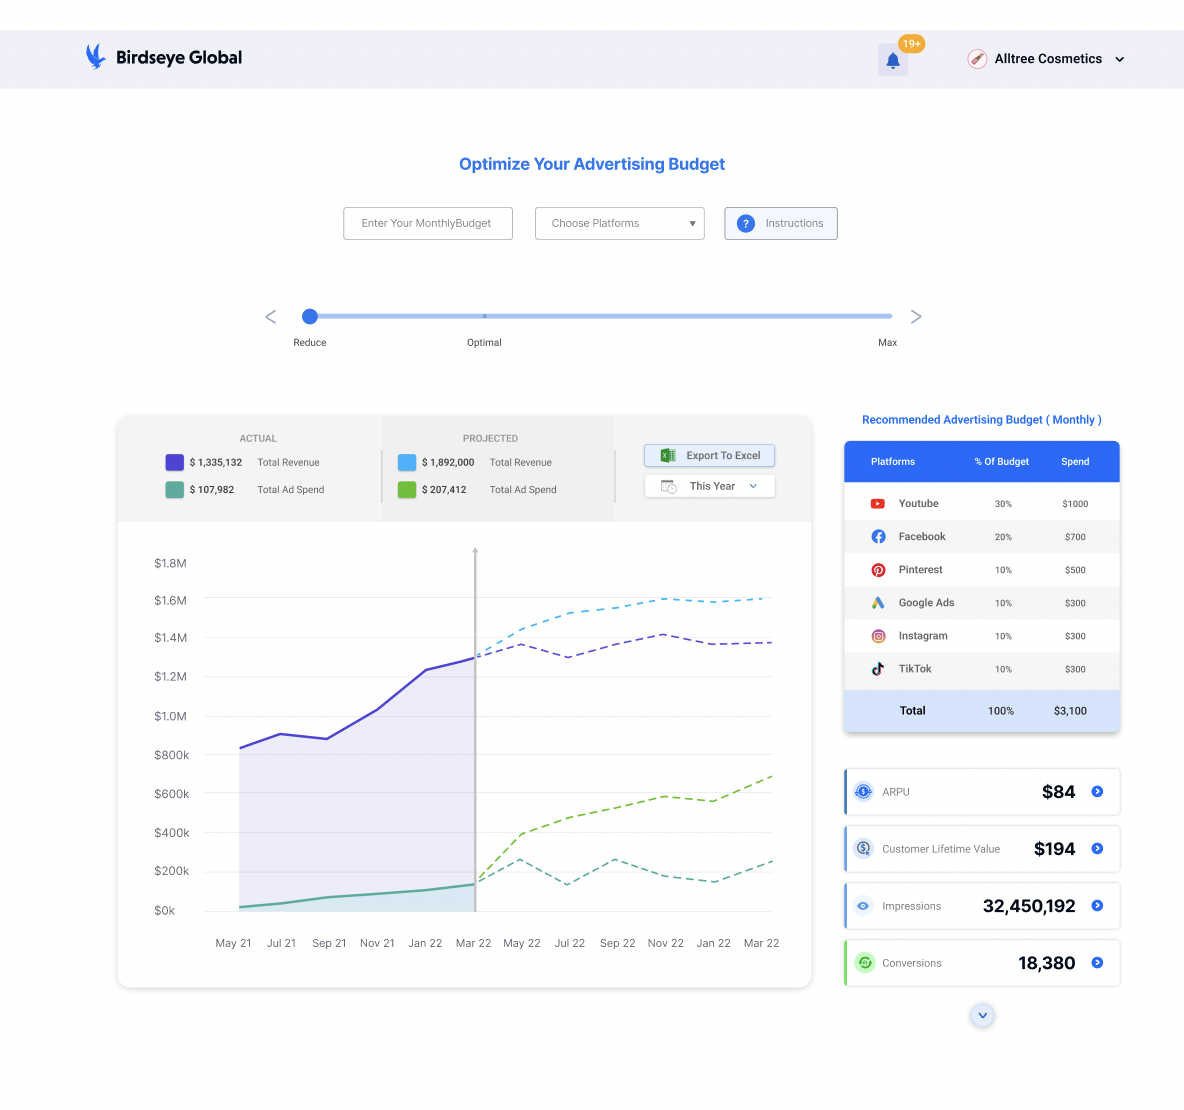 Birdseye Global
19+
Alltree Cosmetics
Optimize Your Advertising Budget
Enter Your MonthlyBudget
Choose Platforms
? Instructions
Reduce
Optimal
Max
ACTUAL
$ 1,335,132 Total Revenue
$ 107,982 Total Ad Spend
PROJECTED
$ 1,892,000 Total Revenue
$ 207,412 Total Ad Spend
Export To Excel
This Year
$1.8M
$1.6M
$1.4M
$1.2M
$1.0M
$800k
$600k
$400k
$200k
$0k
May 21 Jul 21 Sep 21 Nov 21 Jan 22 Mar 22 May 22 Jul 22 Sep 22 Nov 22 Jan 22 Mar 22
Recommended Advertising Budget ( Monthly )
Platforms % Of Budget Spend
Youtube 30% $1000
Facebook 20% $700
Pinterest 10% $500
Google Ads 10% $300
Instagram 10% $300
TikTok 10% $300
Total 100% $3,100
ARPU $84
Customer Lifetime Value $194
Impressions 32,450,192
Conversions 18,380